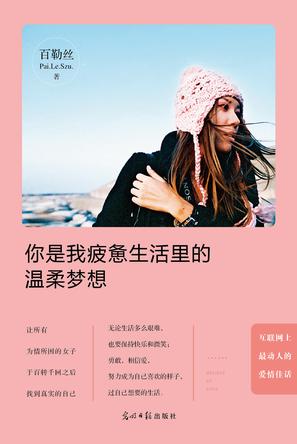 百勒丝
Pai.Le.Szu.
著
你是我疲惫生活里的
温柔梦想
让所有
为情所困的女子
于百转千回之后
找到真实的自己
无论生活多么艰难,
也要保持快乐和微笑;
勇敢,相信爱,
努力成为自己喜欢的样子,
过自己想要的生活。
……
互联网上
最动人的
爱情佳话
光明日报出版社